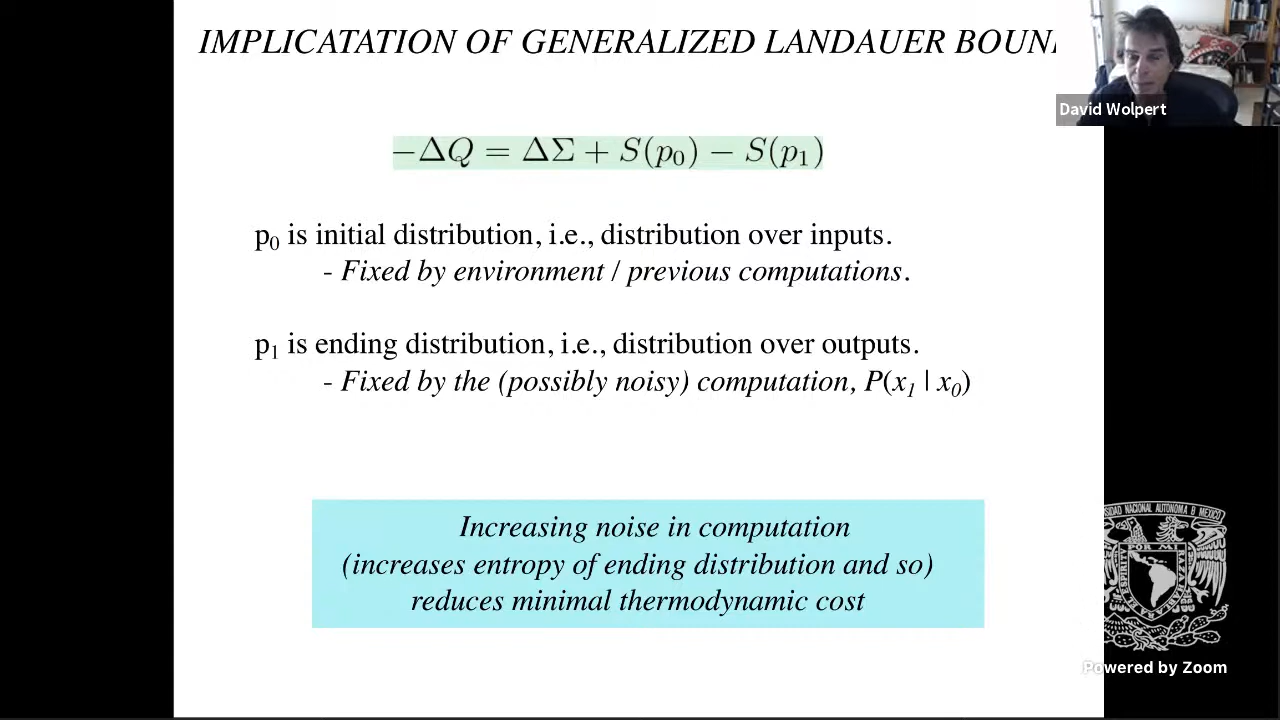 IMPLICATATION OF GENERALIZED LANDAUER BOUN
David Wolpert
−ΔQ = ΔΣ + S(p₀) − S(p₁)
p₀ is initial distribution, i.e., distribution over inputs.
- Fixed by environment / previous computations.
p₁ is ending distribution, i.e., distribution over outputs.
- Fixed by the (possibly noisy) computation, P(x₁ | x₀)
Increasing noise in computation
(increases entropy of ending distribution and so)
reduces minimal thermodynamic cost
Powered by Zoom